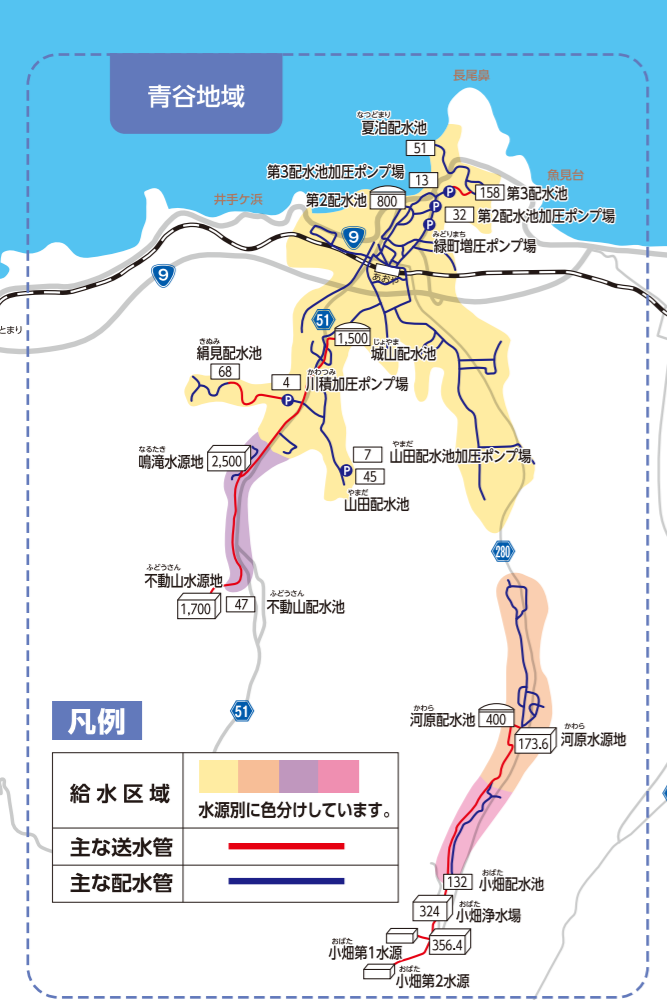 青谷地域
長尾鼻
なつどまり
夏泊配水池
51
第3配水池加圧ポンプ場
13
魚見台
井手ケ浜
第2配水池
800
P
158
第3配水池
P
32
第2配水池加圧ポンプ場
P
みどりまち
緑町増圧ポンプ場
9
9
あおや
とまり
51
1,500
じょやま
城山配水池
きぬみ
絹見配水池
68
4
かわつみ
川積加圧ポンプ場
P
なるたき
鳴滝水源地
2,500
7
やまだ
山田配水池加圧ポンプ場
P
45
やまだ
山田配水池
280
ふどうさん
不動山水源地
1,700
47
ふどうさん
不動山配水池
51
かわら
河原配水池
400
173.6
かわら
河原水源地
凡例
給水区域
水源別に色分けしています。
主な送水管
主な配水管
132
おばた
小畑配水池
324
おばた
小畑浄水場
356.4
おばた
小畑第1水源
おばた
小畑第2水源